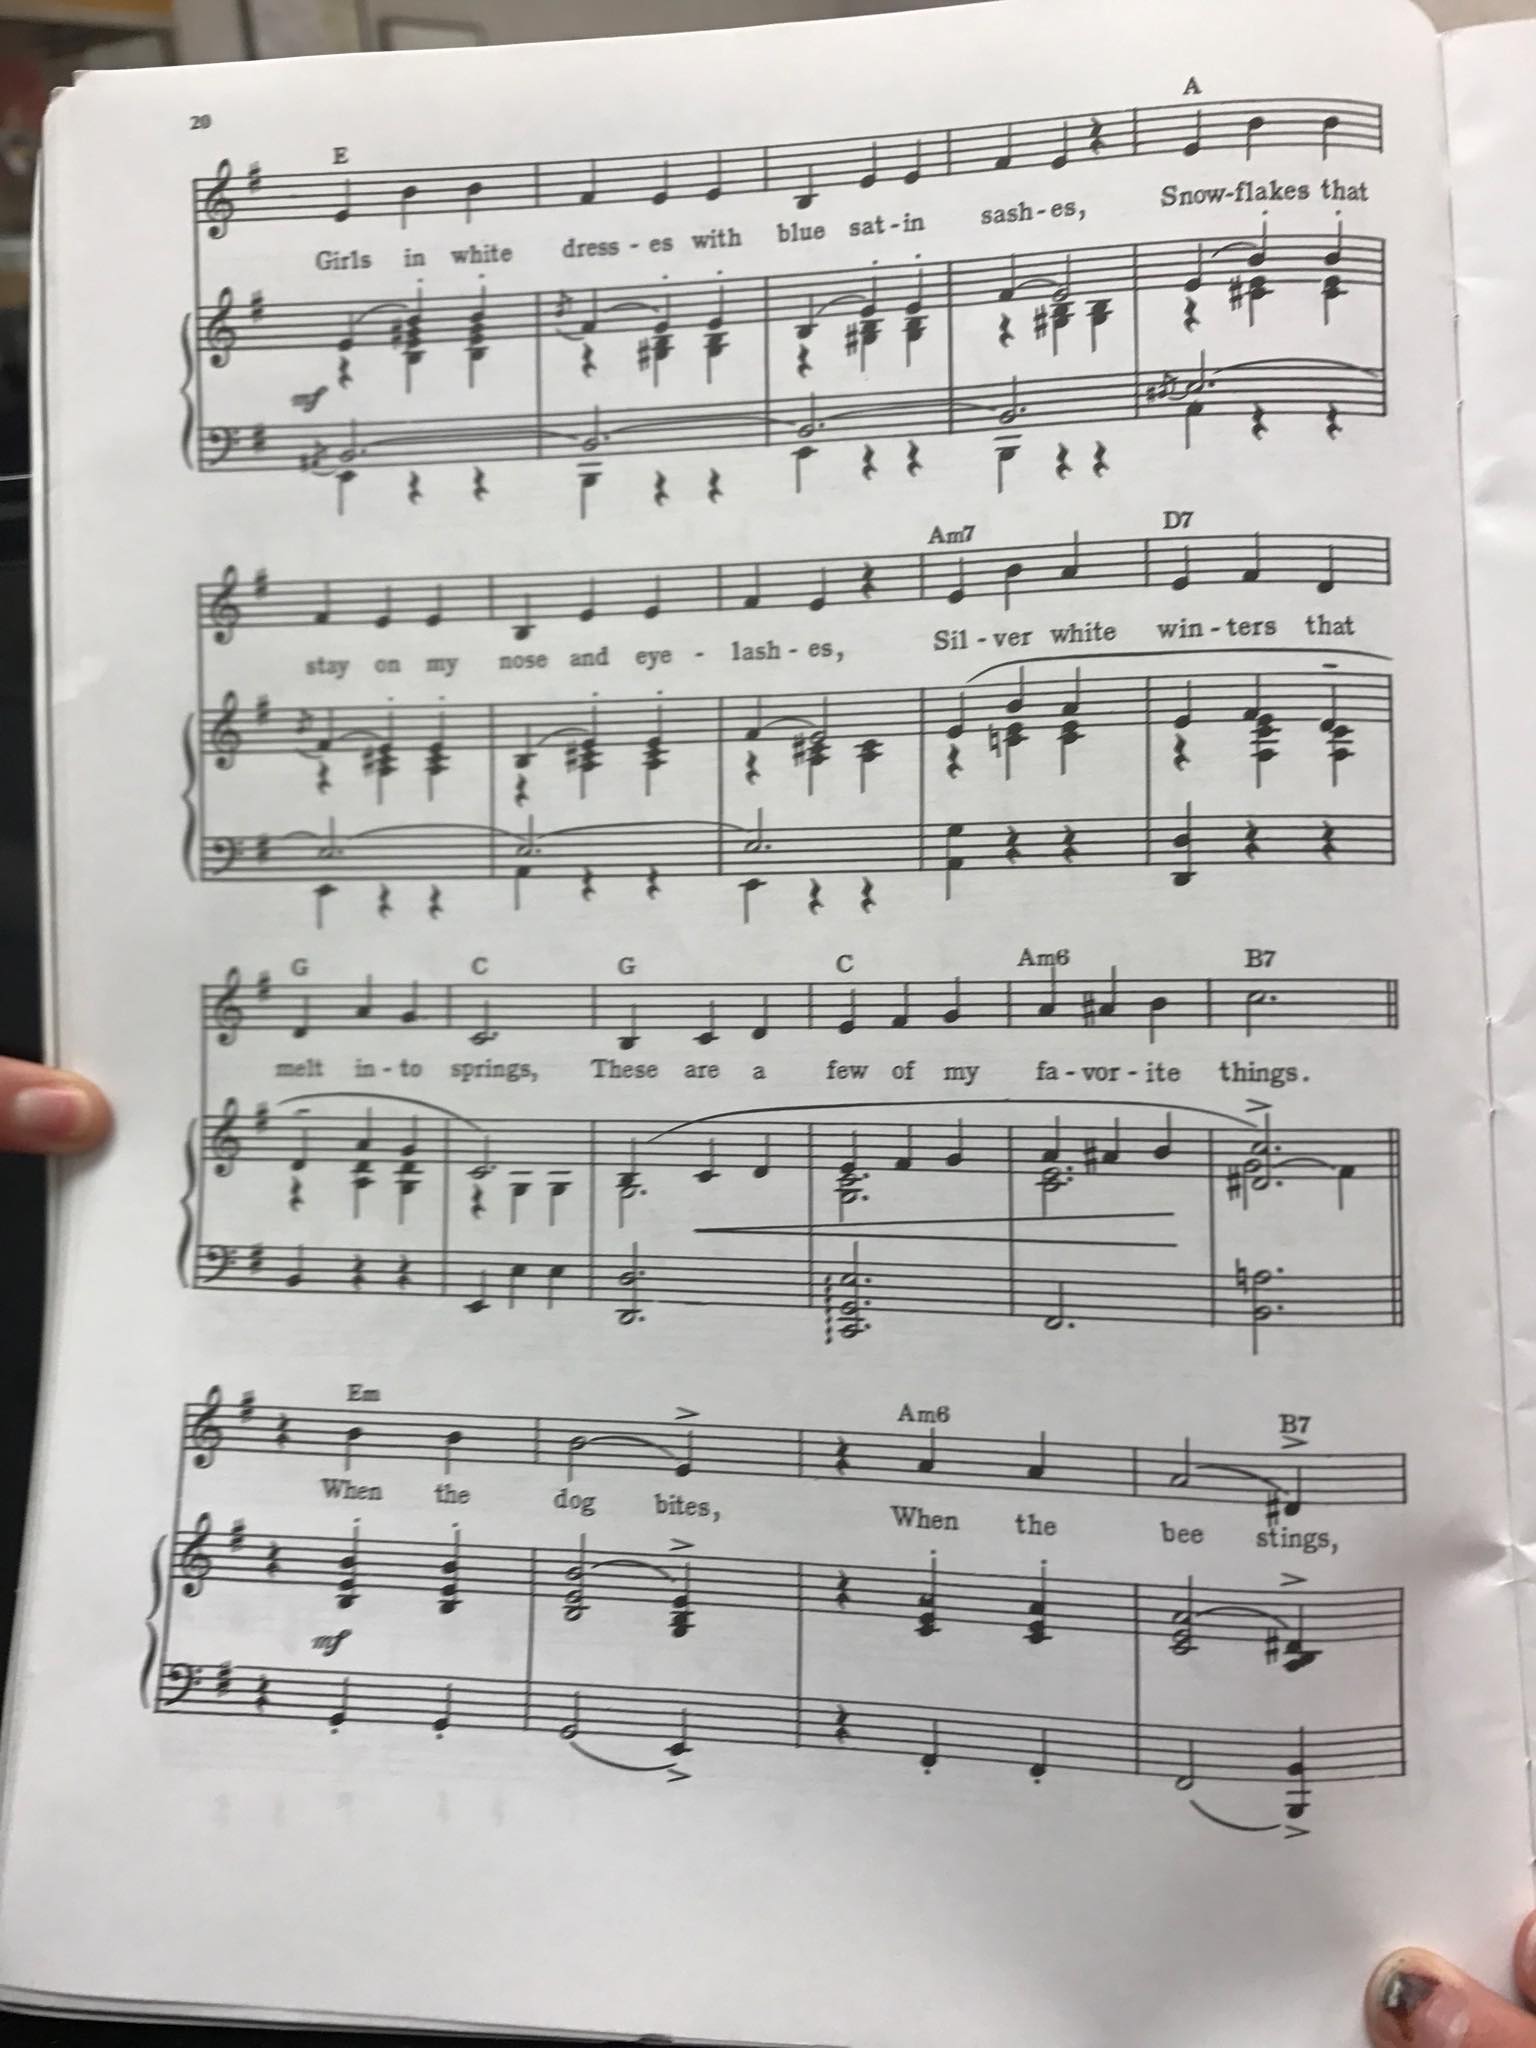 20
E A
Girls in white dress - es with blue sat - in sash - es, Snow - flakes that
mf
Am7 D7
stay on my nose and eye - lash - es, Sil - ver white win - ters that
G C G C Am6 B7
melt in - to springs, These are a few of my fa - vor - ite things.
Em Am6 B7
When the dog bites, When the bee stings,
mf